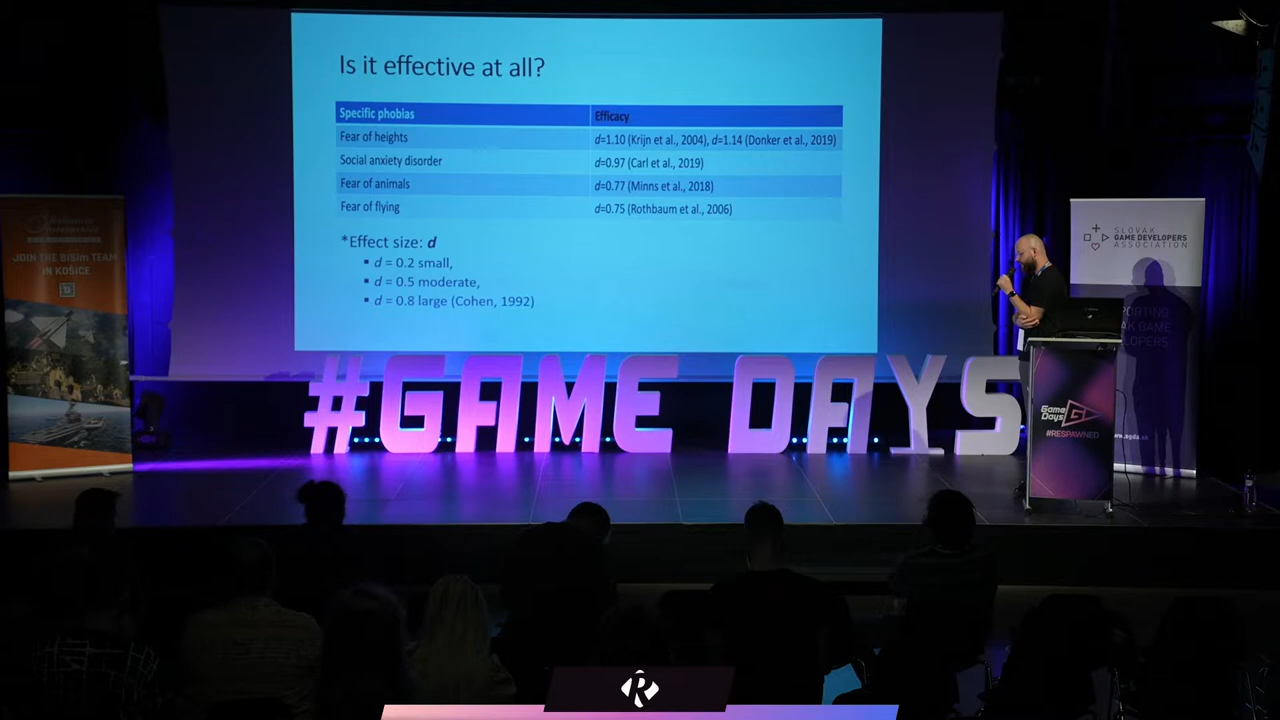 Is it effective at all?
Specific phobias Efficacy
Fear of heights d=1.10 (Krijn et al., 2004), d=1.14 (Donker et al., 2019)
Social anxiety disorder d=0.97 (Carl et al., 2019)
Fear of animals d=0.77 (Minns et al., 2018)
Fear of flying d=0.75 (Rothbaum et al., 2006)
*Effect size: d
▪ d = 0.2 small,
▪ d = 0.5 moderate,
▪ d = 0.8 large (Cohen, 1992)
JOIN THE BISim TEAM
IN KOŠICE
SLOVAK
GAME DEVELOPERS
ASSOCIATION
#GAME DAYS
Game
Days
#RESPAWNED
R